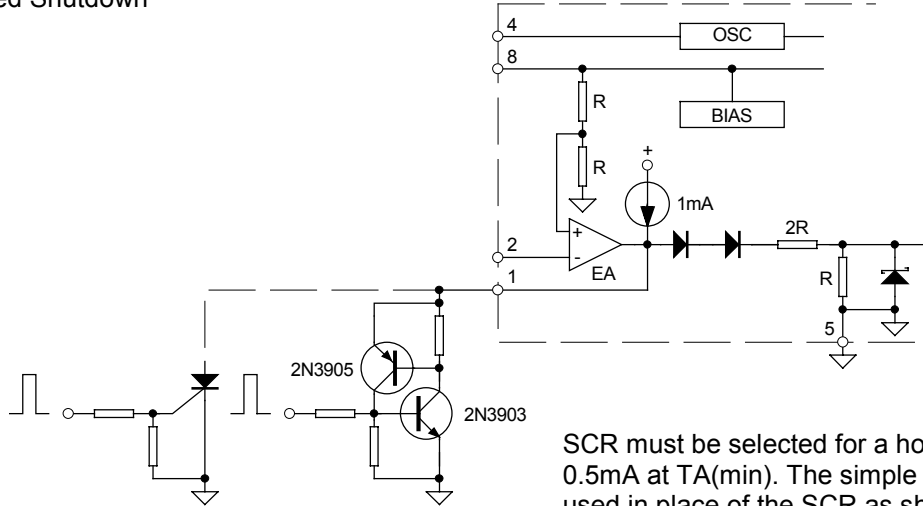 ed Shutdown
4
OSC
8
R
BIAS
R
+
1mA
+
2R
2
-
EA
R
1
5
2N3905
2N3903
SCR must be selected for a ho
0.5mA at TA(min). The simple
used in place of the SCR as sh